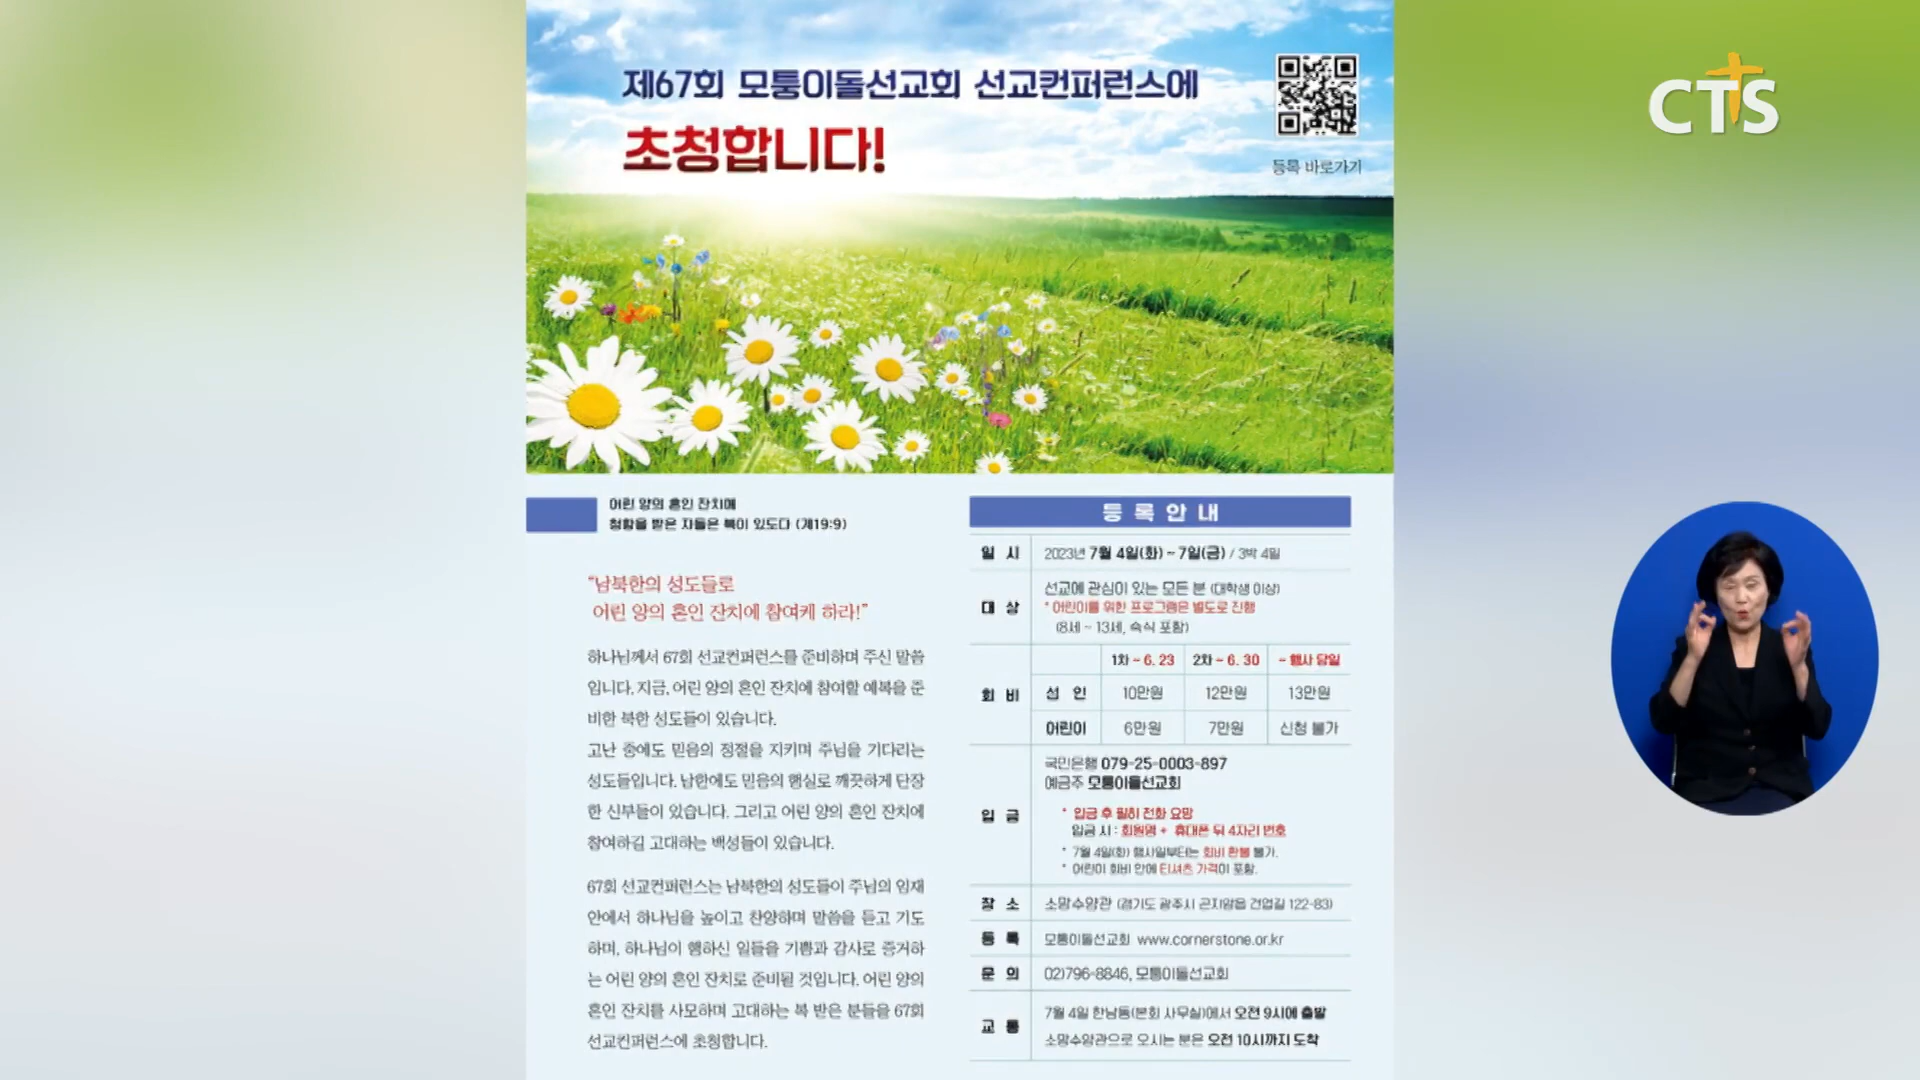 제67회 모퉁이돌선교회 선교컨퍼런스에
초청합니다!
등록 바로가기
CTS
어린 양의 혼인 잔치에
청함을 받은 자들은 복이 있도다 (계19:9)
"남북한의 성도들로
어린 양의 혼인 잔치에 참여케 하라!"
하나님께서 67회 선교컨퍼런스를 준비하며 주신 말씀
입니다. 지금, 어린 양의 혼인 잔치에 참여할 예복을 준
비한 북한 성도들이 있습니다.
고난 중에도 믿음의 정절을 지키며 주님을 기다리는
성도들입니다. 남한에도 믿음의 행실로 깨끗하게 단장
한 신부들이 있습니다. 그리고 어린 양의 혼인 잔치에
참여하길 고대하는 백성들이 있습니다.
67회 선교컨퍼런스는 남북한의 성도들이 주님의 임재
안에서 하나님을 높이고 찬양하며 말씀을 듣고 기도
하며, 하나님이 행하신 일들을 기쁨과 감사로 증거하
는 어린 양의 혼인 잔치로 준비될 것입니다. 어린 양의
혼인 잔치를 사모하며 고대하는 복 받은 분들을 67회
선교컨퍼런스에 초청합니다.
등 록 안 내
일 시 2023년 7월 4일(화) ~ 7일(금) / 3박 4일
대 상 선교에 관심이 있는 모든 분 (대학생 이상)
* 어린이를 위한 프로그램은 별도로 진행
(8세 ~ 13세, 숙식 포함)
회 비 1차 ~ 6. 23 2차 ~ 6. 30 ~ 행사 당일
성 인 10만원 12만원 13만원
어린이 6만원 7만원 신청 불가
입 금 국민은행 079-25-0003-897
예금주 모퉁이돌선교회
* 입금 후 필히 전화 요망
입금 시 : 회원명 + 휴대폰 뒤 4자리 번호
* 7월 4일(화) 행사일부터는 회비 환불 불가.
* 어린이 회비 안에 티셔츠 가격이 포함.
장 소 소망수양관 (경기도 광주시 곤지암읍 건업길 122-83)
등 록 모퉁이돌선교회 www.cornerstone.or.kr
문 의 02)796-8846, 모퉁이돌선교회
교 통 7월 4일 한남동(본회 사무실)에서 오전 9시에 출발
소망수양관으로 오시는 분은 오전 10시까지 도착